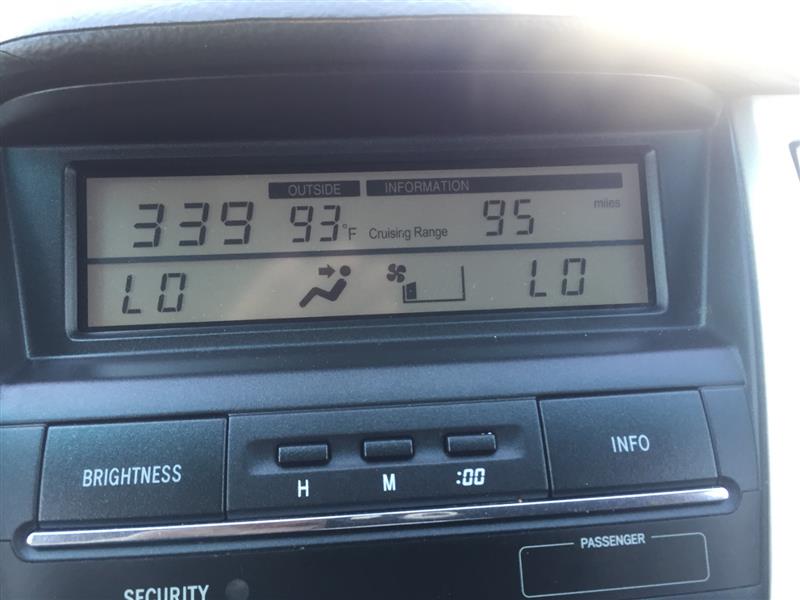 OUTSIDE INFORMATION
339 93°F Cruising Range 95 miles
LO LO
BRIGHTNESS H M :00 INFO
PASSENGER
SECURITY